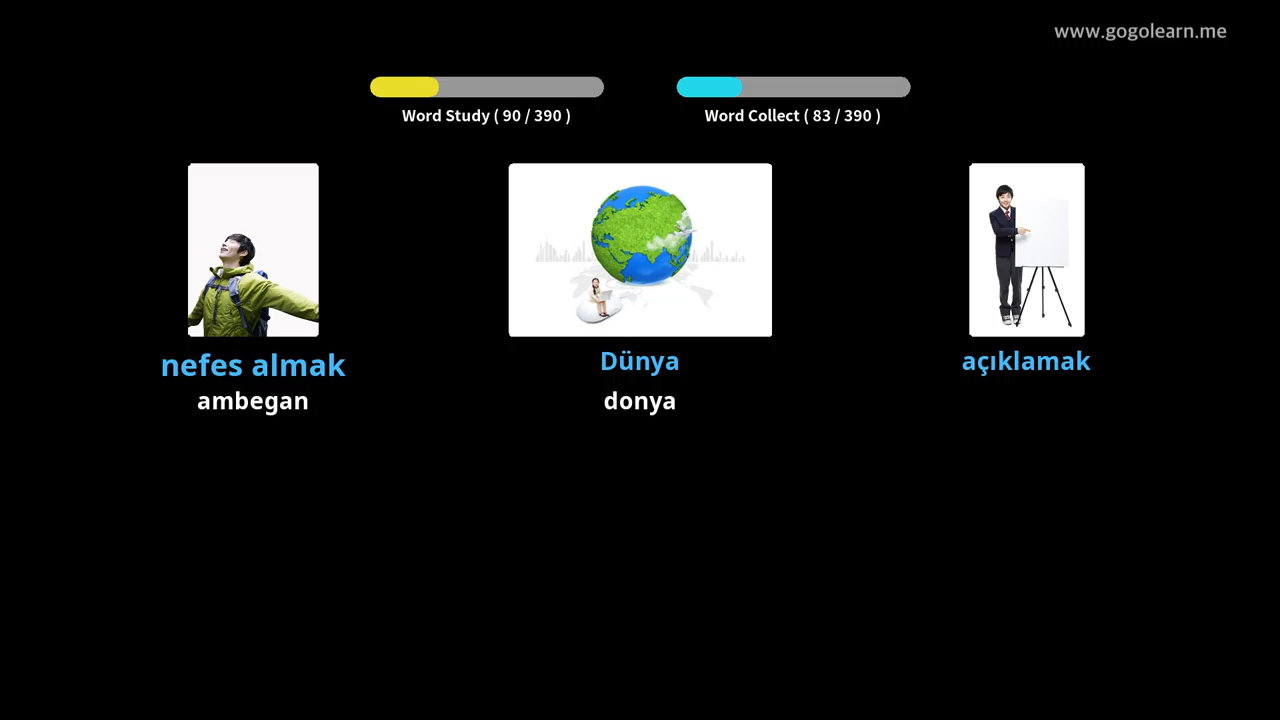 www.gogolearn.me
Word Study ( 90 / 390 )
Word Collect ( 83 / 390 )
nefes almak
ambegan
Dünya
donya
açıklamak